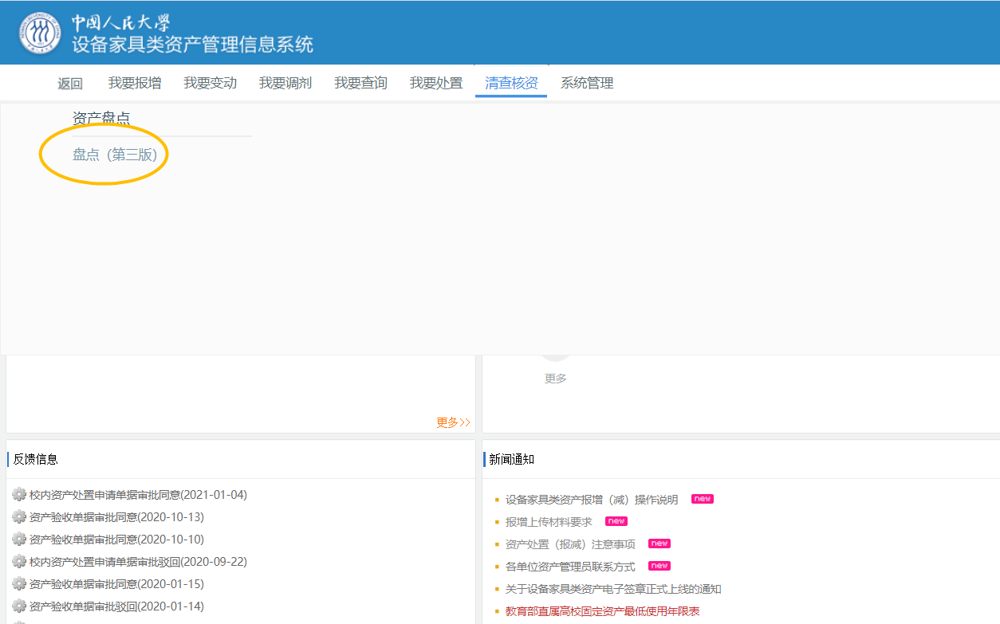 中国人民大學
设备家具类资产管理信息系统
返回 我要报增 我要变动 我要调剂 我要查询 我要处置 清查核资 系统管理
资产盘点
盘点（第三版）
更多
更多>>
反馈信息
校内资产处置申请单据审批同意(2021-01-04)
资产验收单据审批同意(2020-10-13)
资产验收单据审批同意(2020-10-10)
校内资产处置申请单据审批驳回(2020-09-22)
资产验收单据审批同意(2020-01-15)
资产验收单据审批驳回(2020-01-14)
新闻通知
设备家具类资产报增（减）操作说明 new
报增上传材料要求 new
资产处置（报减）注意事项 new
各单位资产管理员联系方式 new
关于设备家具类资产电子签章正式上线的通知
教育部直属高校固定资产最低使用年限表